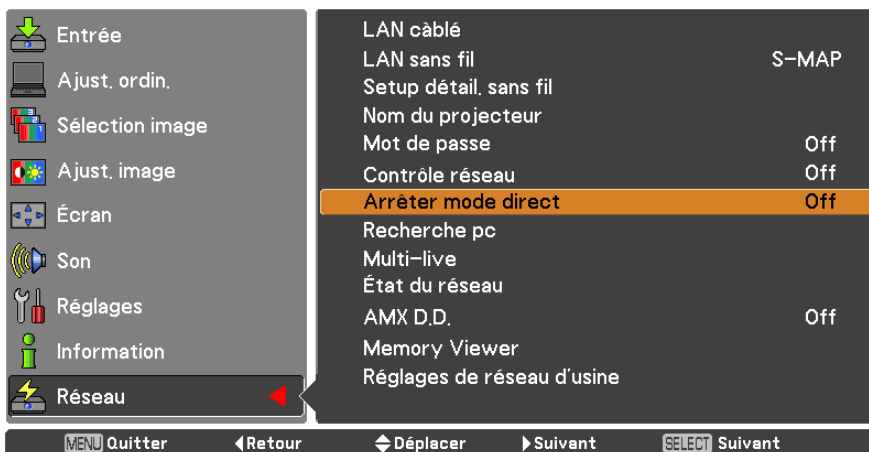 Entrée
Ajust. ordin.
Sélection image
Ajust. image
Écran
Son
Réglages
Information
Réseau
LAN càblé
LAN sans fil S-MAP
Setup détail. sans fil
Nom du projecteur
Mot de passe Off
Contrôle réseau Off
Arrêter mode direct Off
Recherche pc
Multi-live
État du réseau
AMX D.D. Off
Memory Viewer
Réglages de réseau d'usine
MENU Quitter Retour Déplacer Suivant SELECT Suivant